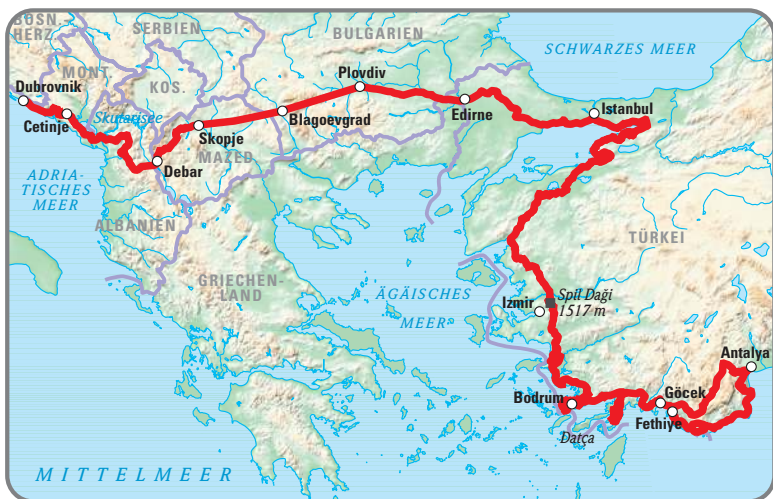 BOSN.-
HERZ.
SERBIEN
BULGARIEN
SCHWARZES MEER
MONT.
KOS.
Dubrovnik
Cetinje
Skutarisee
Plovdiv
Edirne
Istanbul
Skopje
Blagoevgrad
MAZED.
Debar
ADRIA-
TISCHES
MEER
ALBANIEN
TÜRKEI
GRIECHEN-
LAND
ÄGÄISCHES
MEER
Izmir
Spil Daği
1517 m
Antalya
Bodrum
Göcek
Fethiye
Datça
MITTELMEER